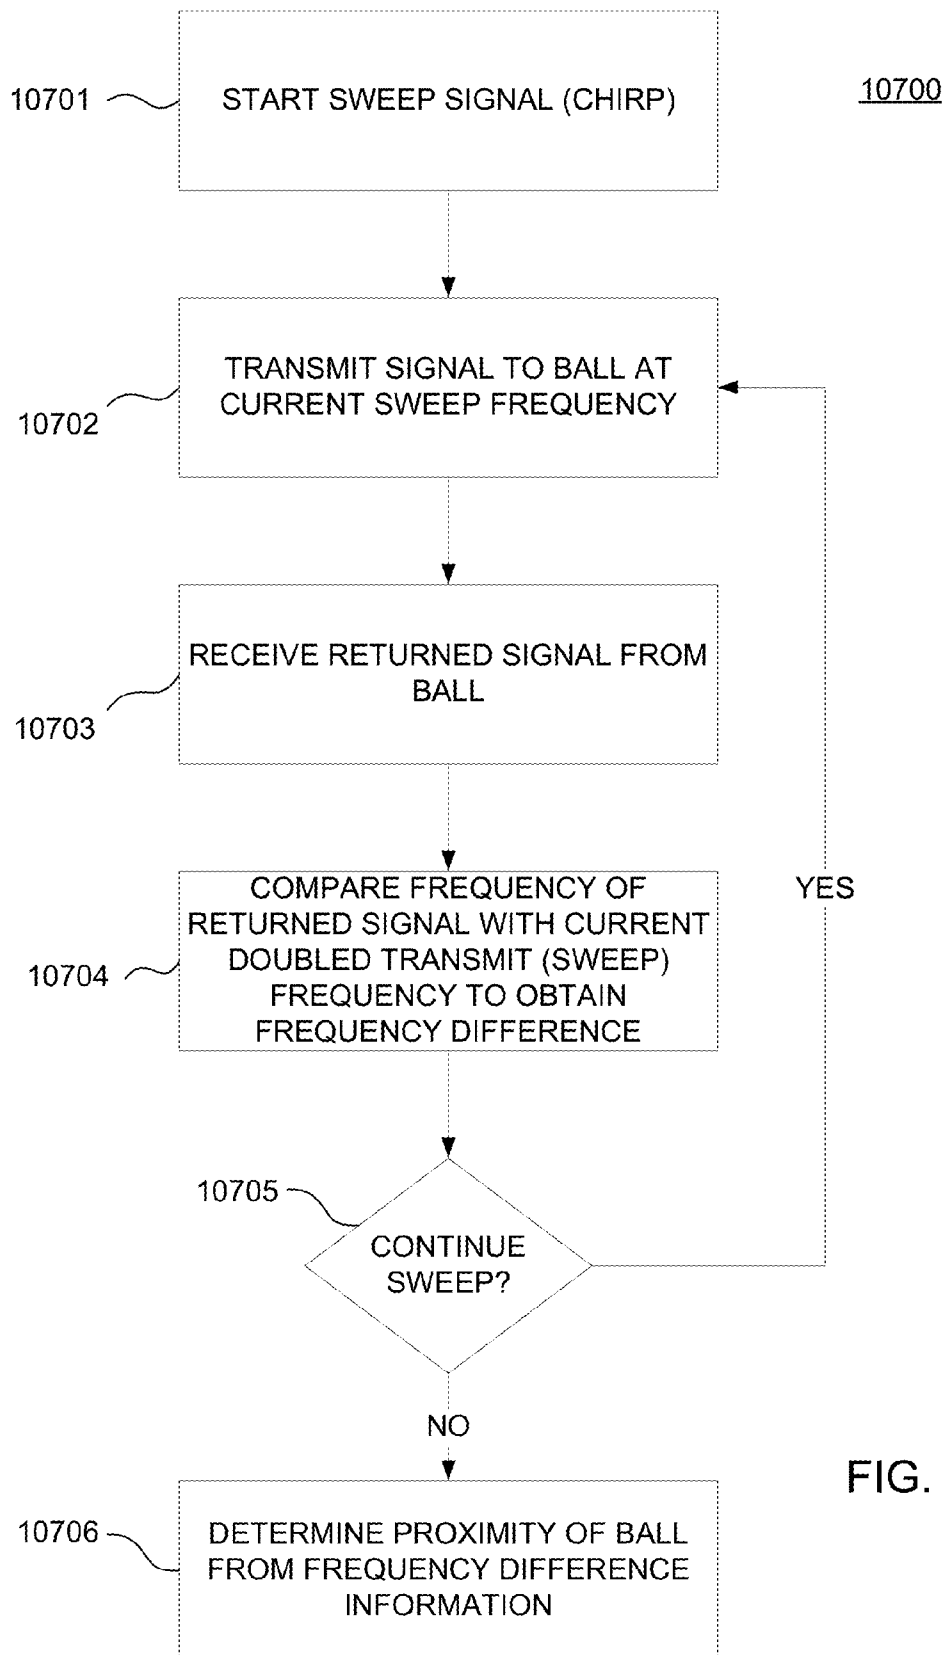 10701
START SWEEP SIGNAL (CHIRP)
10700
TRANSMIT SIGNAL TO BALL AT
CURRENT SWEEP FREQUENCY
10702
RECEIVE RETURNED SIGNAL FROM
BALL
10703
COMPARE FREQUENCY OF
RETURNED SIGNAL WITH CURRENT
DOUBLED TRANSMIT (SWEEP)
FREQUENCY TO OBTAIN
FREQUENCY DIFFERENCE
10704
YES
10705
CONTINUE
SWEEP?
NO
FIG.
10706
DETERMINE PROXIMITY OF BALL
FROM FREQUENCY DIFFERENCE
INFORMATION